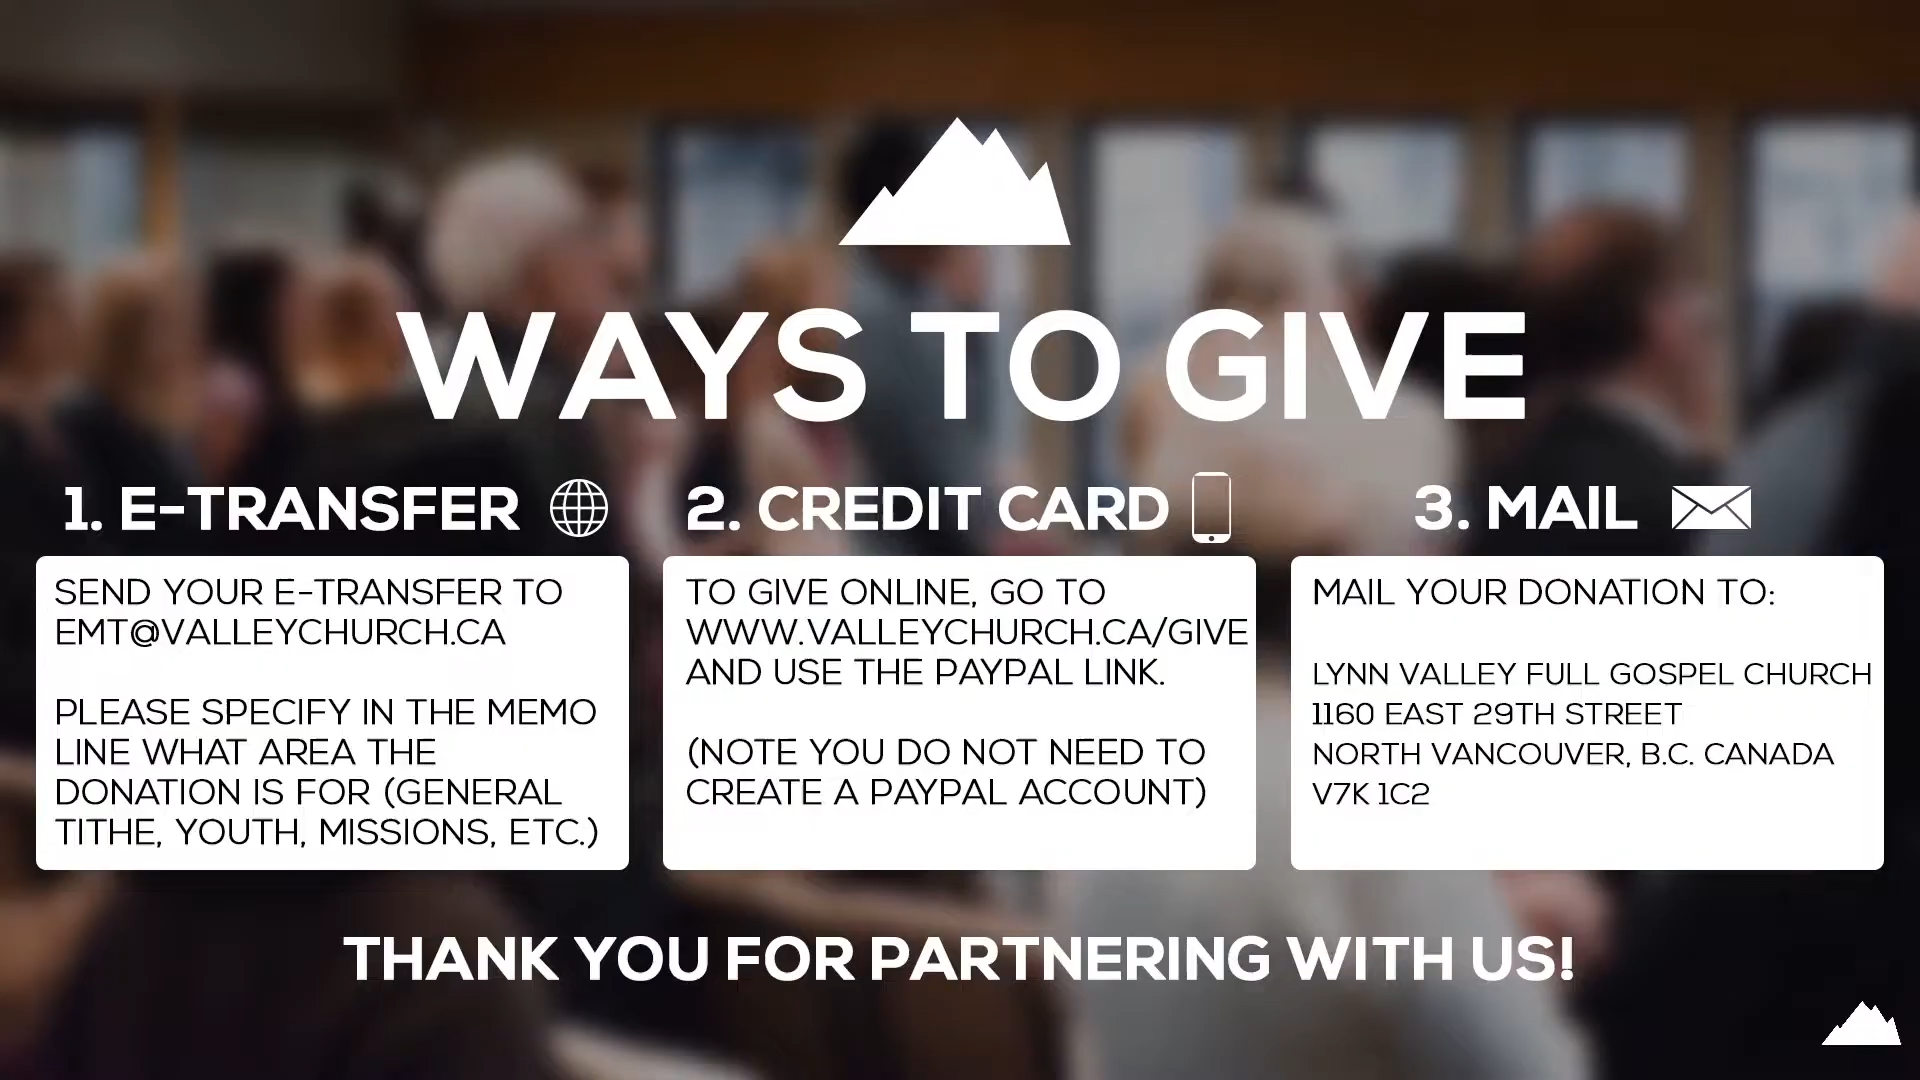 WAYS TO GIVE
1. E-TRANSFER
SEND YOUR E-TRANSFER TO
EMT@VALLEYCHURCH.CA
PLEASE SPECIFY IN THE MEMO
LINE WHAT AREA THE
DONATION IS FOR (GENERAL
TITHE, YOUTH, MISSIONS, ETC.)
2. CREDIT CARD
TO GIVE ONLINE, GO TO
WWW.VALLEYCHURCH.CA/GIVE
AND USE THE PAYPAL LINK.
(NOTE YOU DO NOT NEED TO
CREATE A PAYPAL ACCOUNT)
3. MAIL
MAIL YOUR DONATION TO:
LYNN VALLEY FULL GOSPEL CHURCH
1160 EAST 29TH STREET
NORTH VANCOUVER, B.C. CANADA
V7K 1C2
THANK YOU FOR PARTNERING WITH US!